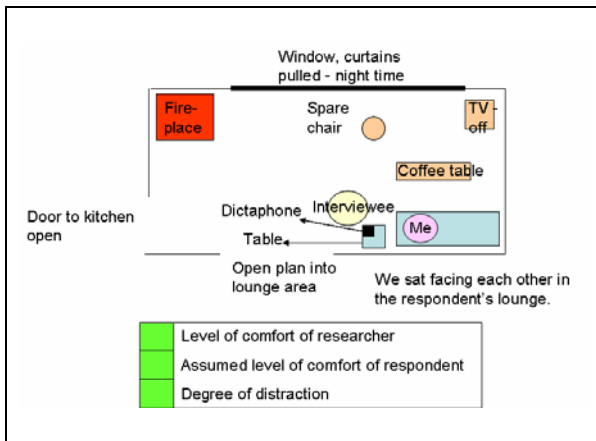 Window, curtains
pulled - night time
Fire-
place
Spare
chair
TV -
off
Coffee table
Door to kitchen
open
Dictaphone
Interviewee
Me
Table
Open plan into
lounge area
We sat facing each other in
the respondent's lounge.
Level of comfort of researcher
Assumed level of comfort of respondent
Degree of distraction